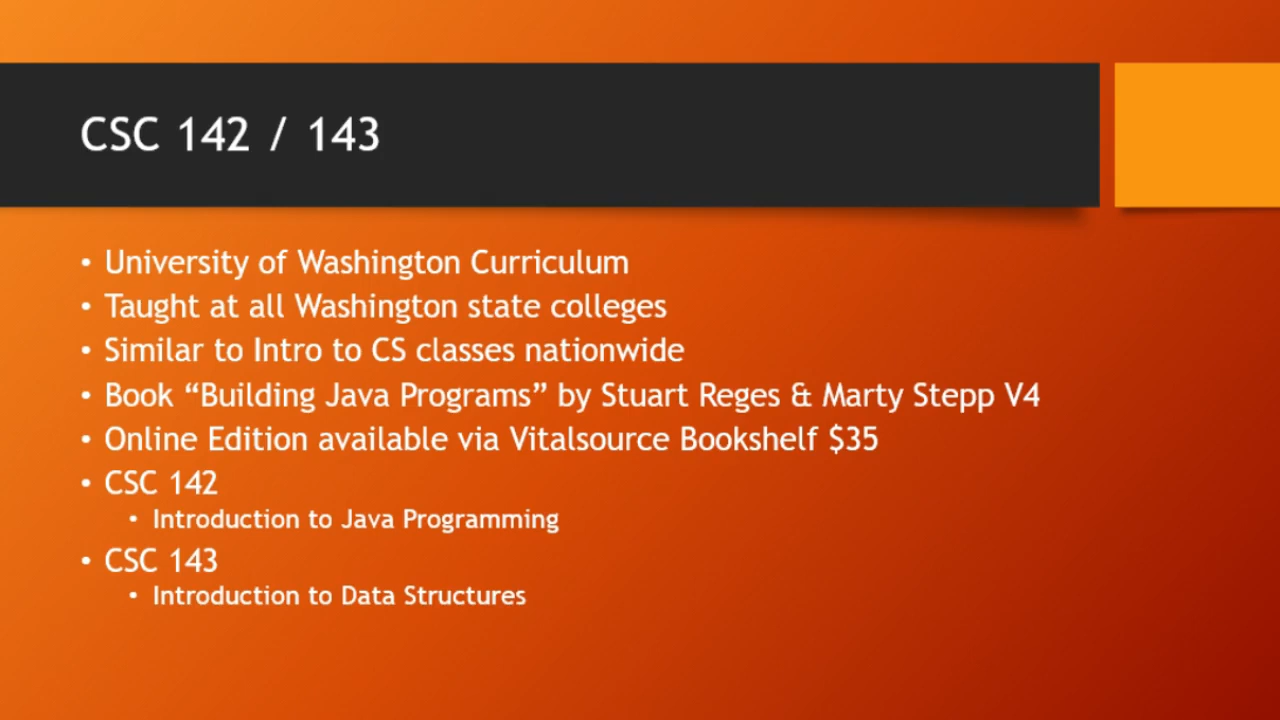 CSC 142 / 143
• University of Washington Curriculum
• Taught at all Washington state colleges
• Similar to Intro to CS classes nationwide
• Book “Building Java Programs” by Stuart Reges & Marty Stepp V4
• Online Edition available via Vitalsource Bookshelf $35
• CSC 142
• Introduction to Java Programming
• CSC 143
• Introduction to Data Structures